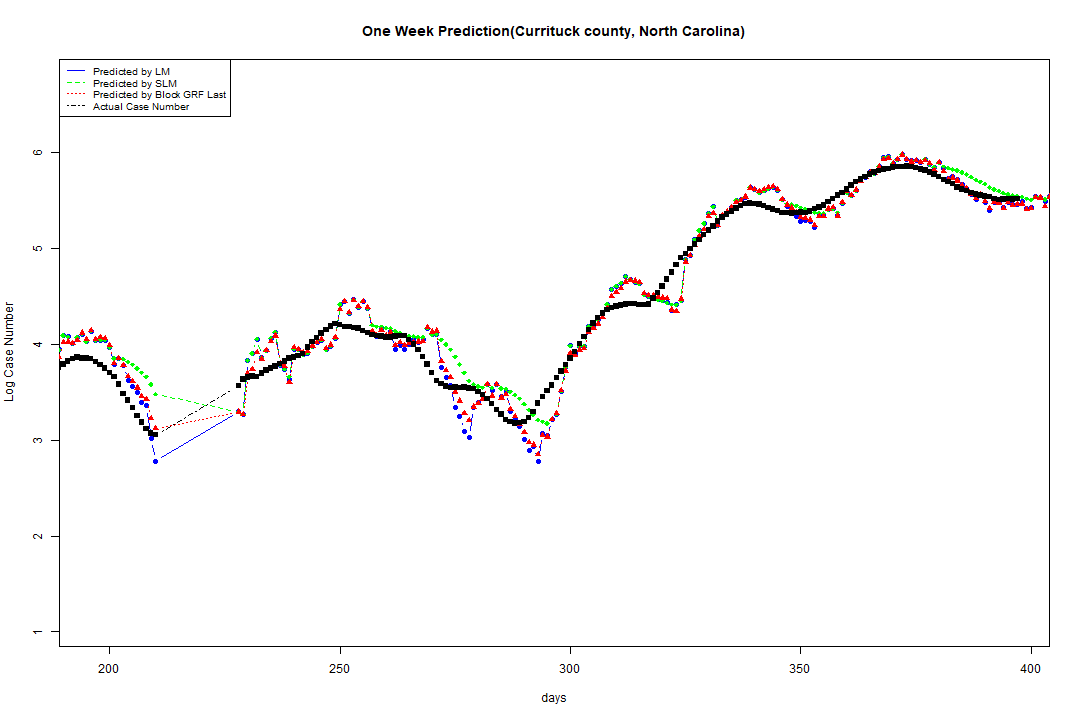 One Week Prediction(Currituck county, North Carolina)
Predicted by LM
Predicted by SLM
Predicted by Block GRF Last
Actual Case Number
Log Case Number
6
5
4
3
2
1
200
250
300
350
400
days